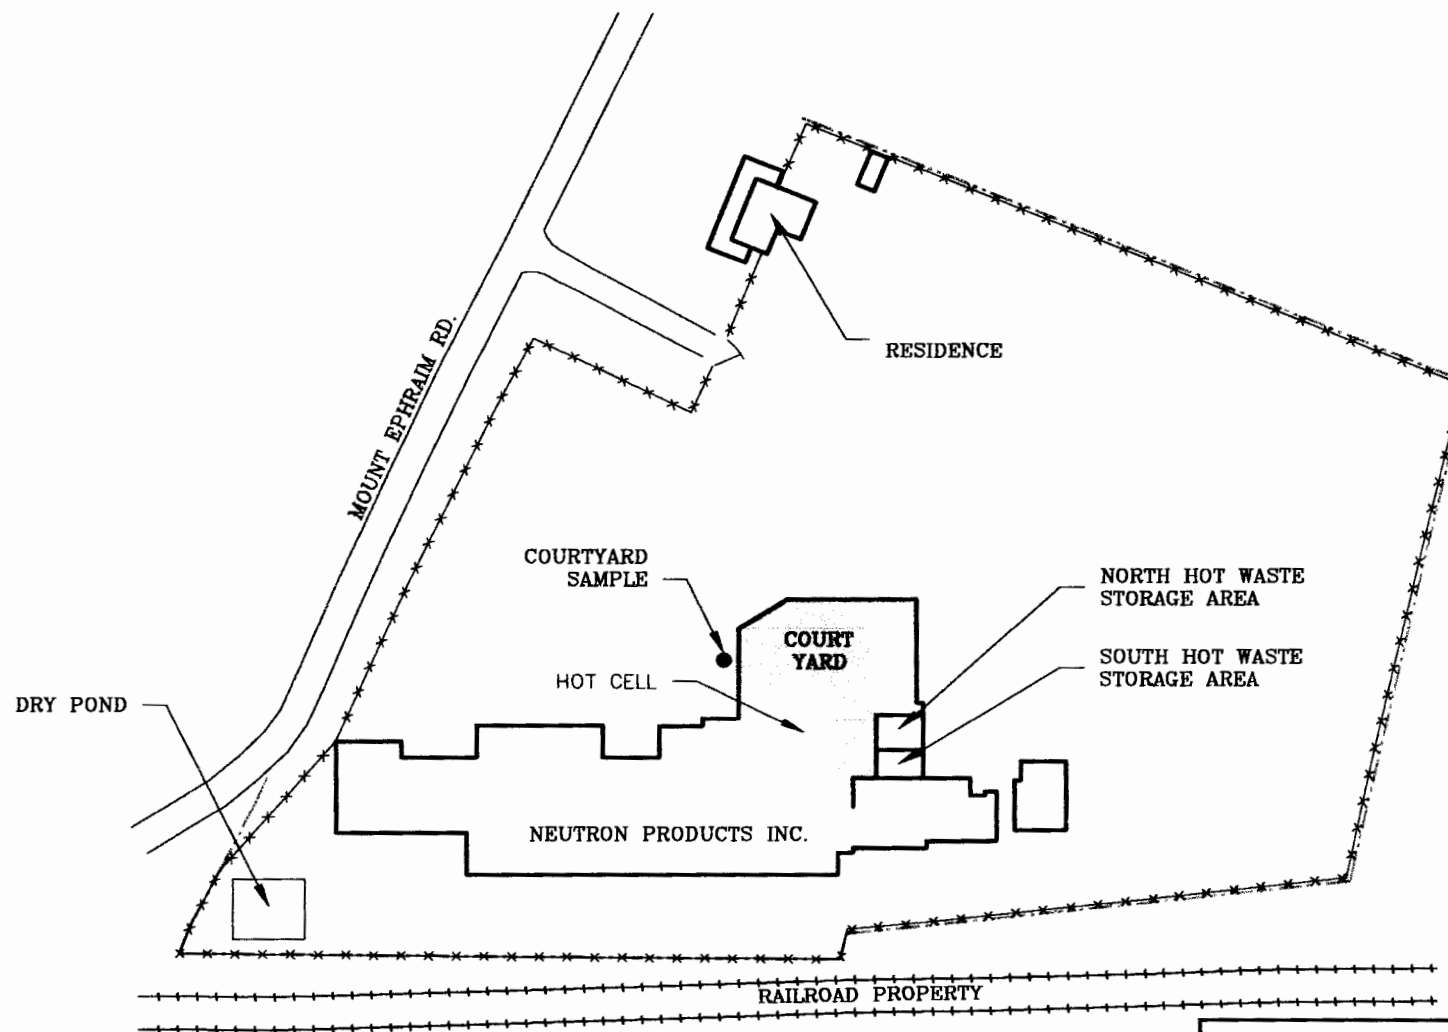 RESIDENCE
MOUNT EPHRAIM RD.
COURTYARD
SAMPLE
NORTH HOT WASTE
STORAGE AREA
COURT
YARD
SOUTH HOT WASTE
STORAGE AREA
HOT CELL
DRY POND
NEUTRON PRODUCTS INC.
RAILROAD PROPERTY